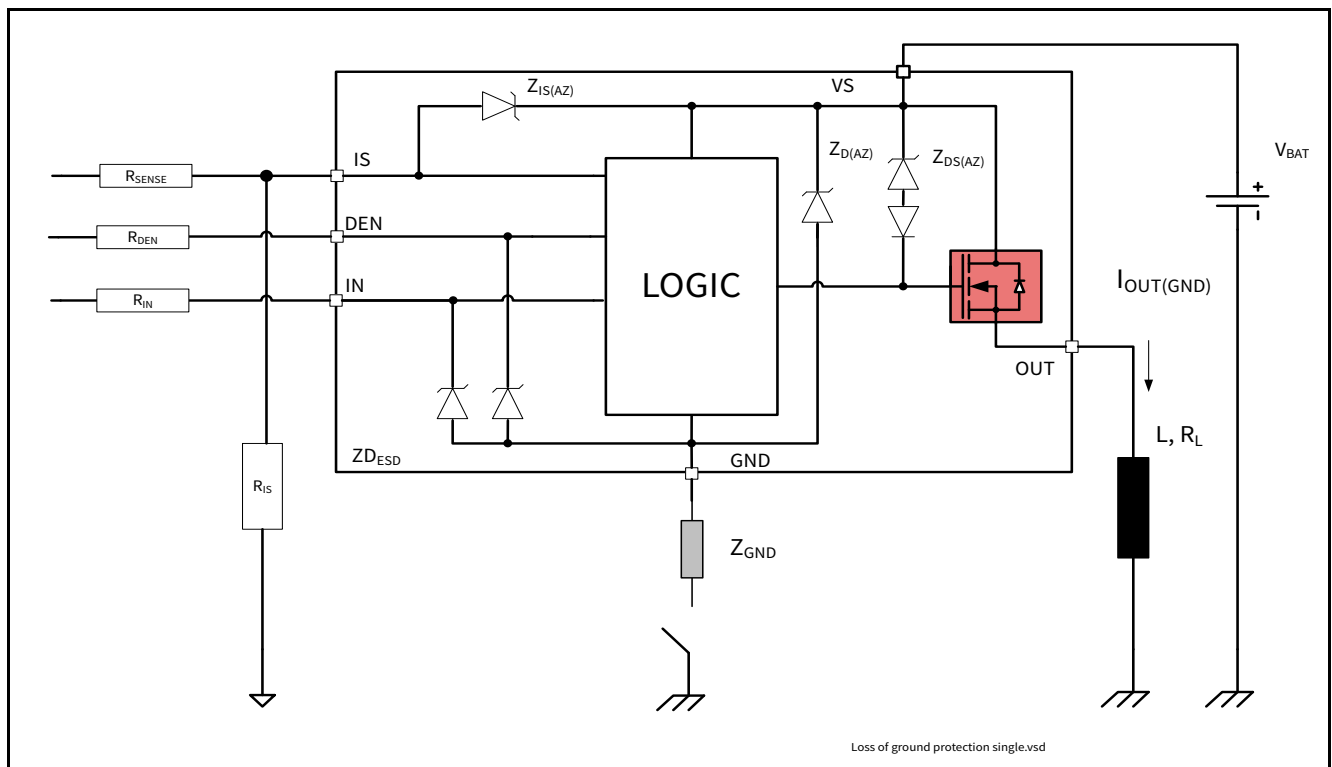 Z_IS(AZ)
VS
IS
Z_D(AZ)
Z_DS(AZ)
V_BAT
R_SENSE
+
-
DEN
R_DEN
IN
R_IN
LOGIC
I_OUT(GND)
OUT
L, R_L
ZD_ESD
GND
R_IS
Z_GND
Loss of ground protection single.vsd